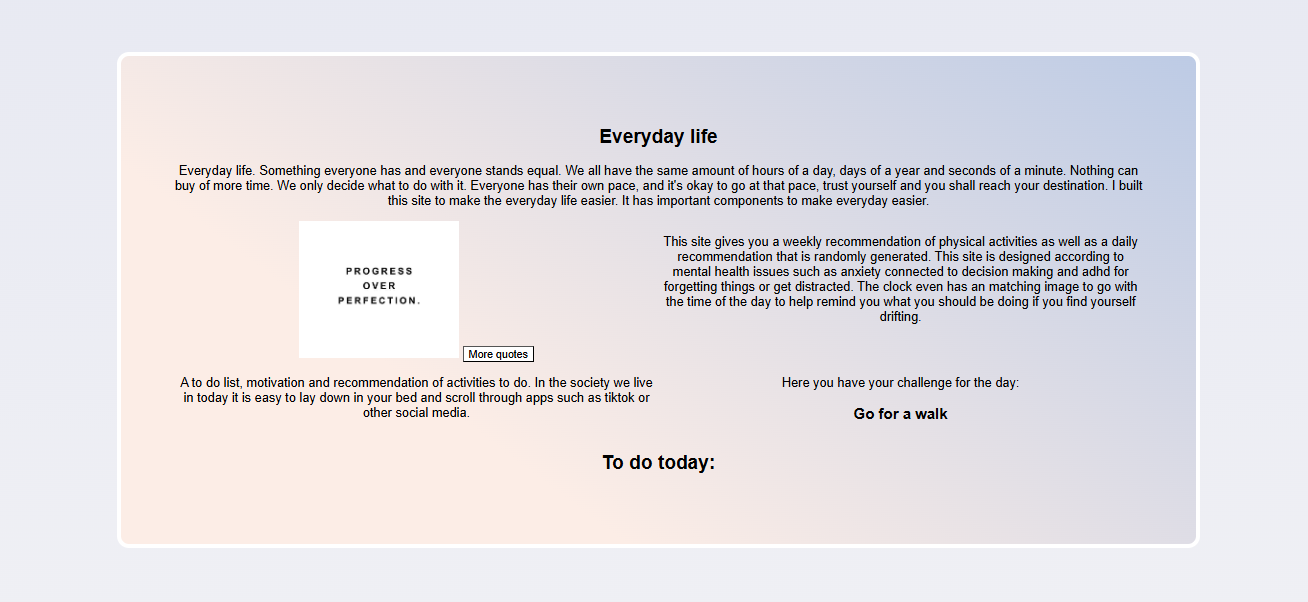 Everyday life
Everyday life. Something everyone has and everyone stands equal. We all have the same amount of hours of a day, days of a year and seconds of a minute. Nothing can
buy of more time. We only decide what to do with it. Everyone has their own pace, and it's okay to go at that pace, trust yourself and you shall reach your destination. I built
this site to make the everyday life easier. It has important components to make everyday easier.
PROGRESS
OVER
PERFECTION.
More quotes
This site gives you a weekly recommendation of physical activities as well as a daily
recommendation that is randomly generated. This site is designed according to
mental health issues such as anxiety connected to decision making and adhd for
forgetting things or get distracted. The clock even has an matching image to go with
the time of the day to help remind you what you should be doing if you find yourself
drifting.
A to do list, motivation and recommendation of activities to do. In the society we live
in today it is easy to lay down in your bed and scroll through apps such as tiktok or
other social media.
Here you have your challenge for the day:
Go for a walk
To do today: